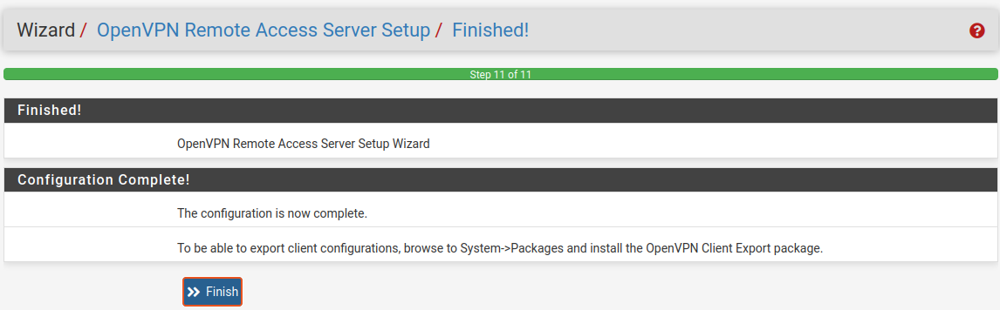 Wizard / OpenVPN Remote Access Server Setup / Finished!
Step 11 of 11
Finished!
OpenVPN Remote Access Server Setup Wizard
Configuration Complete!
The configuration is now complete.
To be able to export client configurations, browse to System->Packages and install the OpenVPN Client Export package.
Finish